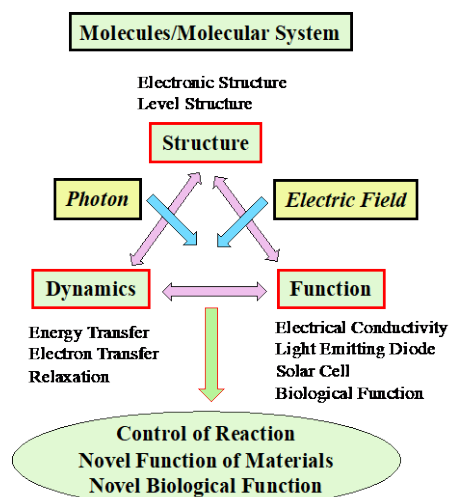 Molecules/Molecular System
Electronic Structure
Level Structure
Structure
Photon
Electric Field
Dynamics
Function
Energy Transfer
Electron Transfer
Relaxation
Electrical Conductivity
Light Emitting Diode
Solar Cell
Biological Function
Control of Reaction
Novel Function of Materials
Novel Biological Function